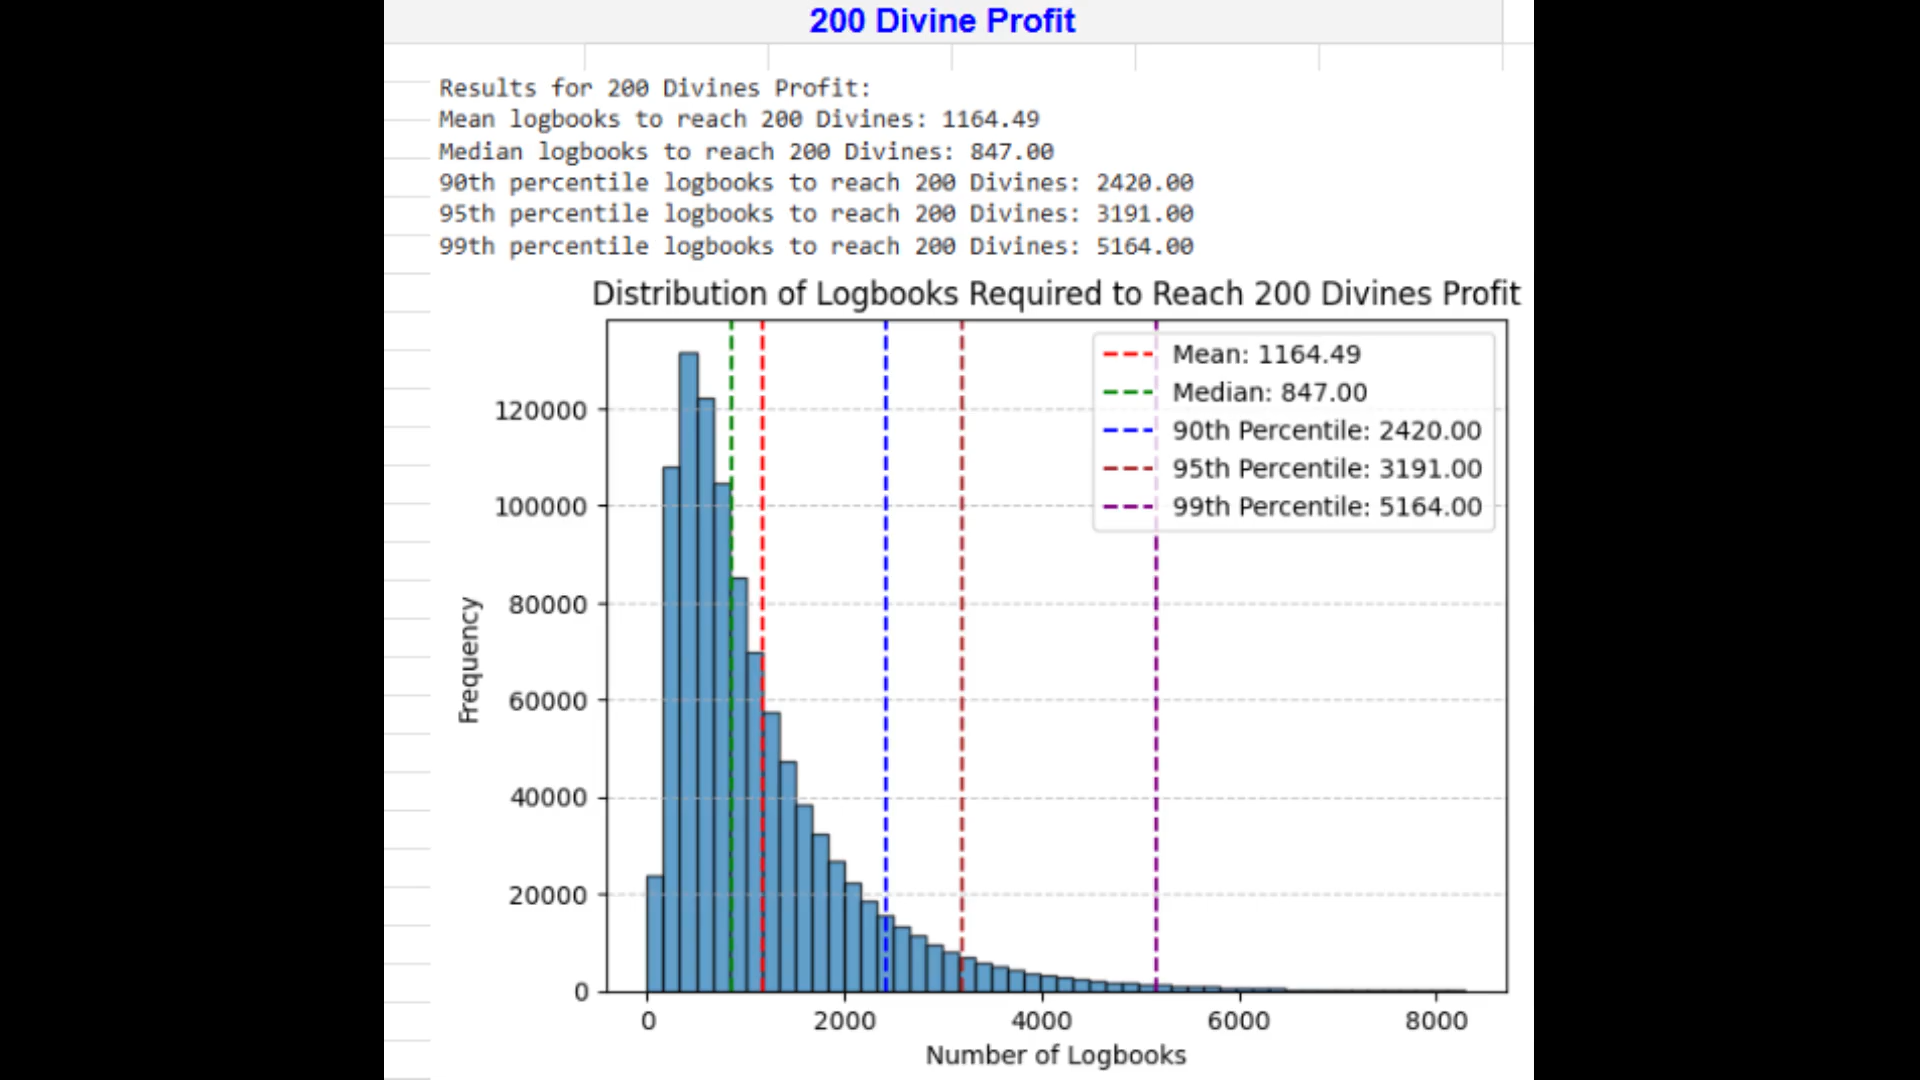 200 Divine Profit
Results for 200 Divines Profit:
Mean logbooks to reach 200 Divines: 1164.49
Median logbooks to reach 200 Divines: 847.00
90th percentile logbooks to reach 200 Divines: 2420.00
95th percentile logbooks to reach 200 Divines: 3191.00
99th percentile logbooks to reach 200 Divines: 5164.00
Distribution of Logbooks Required to Reach 200 Divines Profit
Mean: 1164.49
Median: 847.00
90th Percentile: 2420.00
95th Percentile: 3191.00
99th Percentile: 5164.00
Frequency
120000
100000
80000
60000
40000
20000
0
0 2000 4000 6000 8000
Number of Logbooks